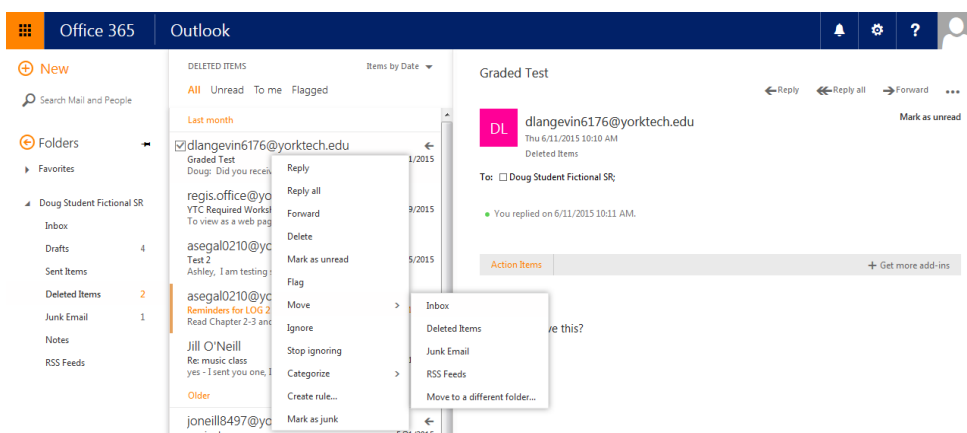 Office 365 Outlook ?
New
Search Mail and People
Folders
Favorites
Doug Student Fictional SR
Inbox
Drafts 4
Sent Items
Deleted Items 2
Junk Email 1
Notes
RSS Feeds
DELETED ITEMS Items by Date
All Unread To me Flagged
Last month
dlangevin6176@yorktech.edu
Graded Test 1/2015
Doug: Did you receiv
regis.office@yo
YTC Required Worksh 9/2015
To view as a web pag
asegal0210@yo
Test 2 5/2015
Ashley, I am testing
asegal0210@yo
Reminders for LOG 2
Read Chapter 2-3 and
Jill O'Neill
Re: music class
yes - I sent you one, I
Older
joneill8497@yo
Reply
Reply all
Forward
Delete
Mark as unread
Flag
Move
Ignore
Stop ignoring
Categorize
Create rule...
Mark as junk
Inbox
Deleted Items
Junk Email
RSS Feeds
Move to a different folder...
Graded Test
Reply Reply all Forward ...
Mark as unread
DL
dlangevin6176@yorktech.edu
Thu 6/11/2015 10:10 AM
Deleted Items
To: Doug Student Fictional SR;
You replied on 6/11/2015 10:11 AM.
Action Items + Get more add-ins
ve this?